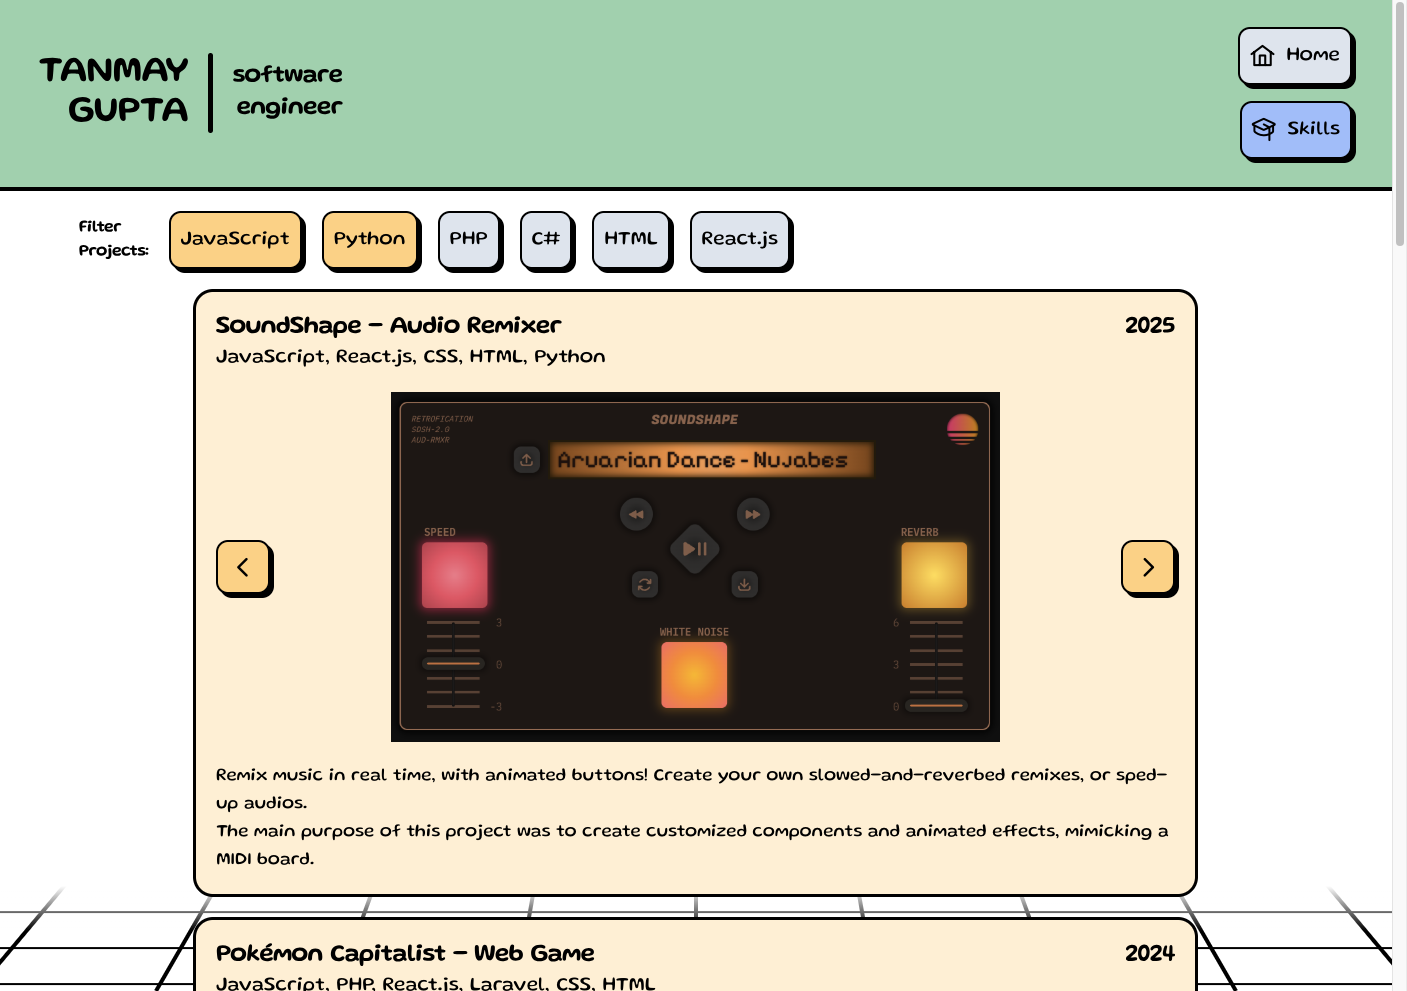 TANMAY
GUPTA
software
engineer
Home
Skills
Filter
Projects:
JavaScript
Python
PHP
C#
HTML
React.js
SoundShape – Audio Remixer
2025
JavaScript, React.js, CSS, HTML, Python
RETROFICATION
SOSH-2.0
AUD-RMXR
SOUNDSHAPE
Aruarian Dance - Nujabes
SPEED
REVERB
3
0
-3
WHITE NOISE
6
3
0
Remix music in real time, with animated buttons! Create your own slowed-and-reverbed remixes, or sped-
up audios.
The main purpose of this project was to create customized components and animated effects, mimicking a
MIDI board.
Pokémon Capitalist – Web Game
2024
JavaScript, PHP, React.js, Laravel, CSS, HTML